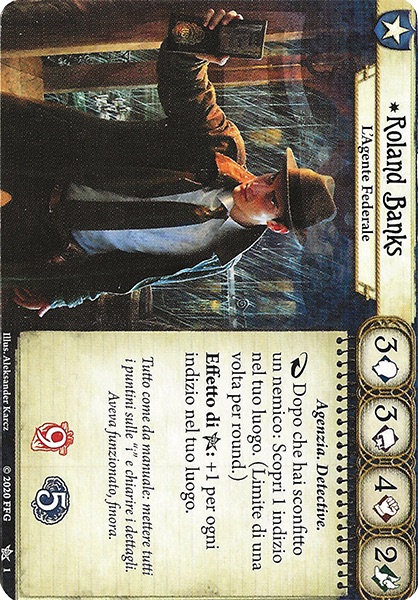 *Roland Banks
L'Agente Federale
3 3 4 2
Agenzia. Detective.
Dopo che hai sconfitto
un nemico: Scopri 1 indizio
nel tuo luogo. (Limite di una
volta per round.)
Effetto di : +1 per ogni
indizio nel tuo luogo.
Tutto come da manuale: mettere tutti
i puntini sulle "i" e chiarire i dettagli.
Aveva funzionato, finora.
9 5
Illus. Aleksander Karcz © 2020 FFG 1